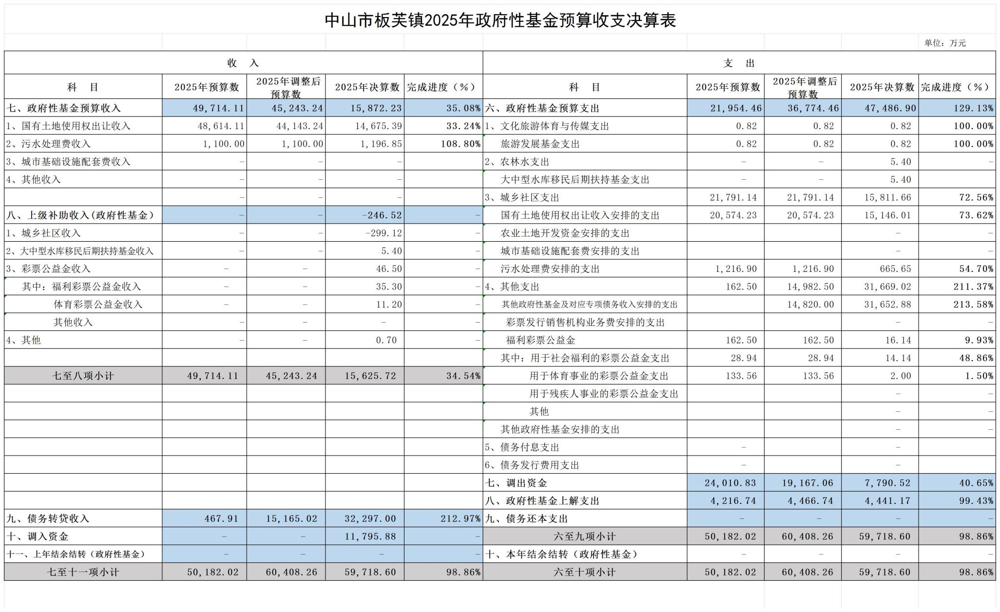 中山市板芙镇2025年政府性基金预算收支决算表
单位：万元
收 入 支 出
科 目 2025年预算数 2025年调整后预算数 2025年决算数 完成进度（%） 科 目 2025年预算数 2025年调整后预算数 2025年决算数 完成进度（%）
七、政府性基金预算收入 49,714.11 45,243.24 15,872.23 35.08% 六、政府性基金预算支出 21,954.46 36,774.46 47,486.90 129.13%
1、国有土地使用权出让收入 48,614.11 44,143.24 14,675.39 33.24% 1、文化旅游体育与传媒支出 0.82 0.82 0.82 100.00%
2、污水处理费收入 1,100.00 1,100.00 1,196.85 108.80% 旅游发展基金支出 0.82 0.82 0.82 100.00%
3、城市基础设施配套费收入 – – – 2、农林水支出 – – 5.40 –
4、其他收入 – – – 大中型水库移民后期扶持基金支出 – – 5.40
– – – 3、城乡社区支出 21,791.14 21,791.14 15,811.66 72.56%
八、上级补助收入(政府性基金） – – -246.52 – 国有土地使用权出让收入安排的支出 20,574.23 20,574.23 15,146.01 73.62%
1、城乡社区收入 – – -299.12 – 农业土地开发资金安排的支出 – –
2、大中型水库移民后期扶持基金收入 – – 5.40 – 城市基础设施配套费安排的支出 – –
3、彩票公益金收入 – – 46.50 – 污水处理费安排的支出 1,216.90 1,216.90 665.65 54.70%
其中：福利彩票公益金收入 – – 35.30 – 4、其他支出 162.50 14,982.50 31,669.02 211.37%
体育彩票公益金收入 – – 11.20 – 其他政府性基金及对应专项债务收入安排的支出 14,820.00 31,652.88 213.58%
其他收入 – – – – 彩票发行销售机构业务费安排的支出 – –
4、其他 – – 0.70 – 福利彩票公益金 162.50 162.50 16.14 9.93%
其中：用于社会福利的彩票公益金支出 28.94 28.94 14.14 48.86%
七至八项小计 49,714.11 45,243.24 15,625.72 34.54% 用于体育事业的彩票公益金支出 133.56 133.56 2.00 1.50%
用于残疾人事业的彩票公益金支出 – –
其他 – –
其他政府性基金安排的支出 – –
5、债务付息支出 – –
6、债务发行费用支出 – –
七、调出资金 24,010.83 19,167.06 7,790.52 40.65%
八、政府性基金上解支出 4,216.74 4,466.74 4,441.17 99.43%
九、债务转贷收入 467.91 15,165.02 32,297.00 212.97% 九、债务还本支出 – – – –
十、调入资金 – – 11,795.88 – 六至九项小计 50,182.02 60,408.26 59,718.60 98.86%
十一、上年结余结转（政府性基金） – – – – 十、本年结余结转（政府性基金） – – – –
七至十一项小计 50,182.02 60,408.26 59,718.60 98.86% 六至十项小计 50,182.02 60,408.26 59,718.60 98.86%